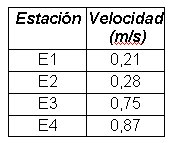 Estación Velocidad
(m/s)
E1 0,21
E2 0,28
E3 0,75
E4 0,87